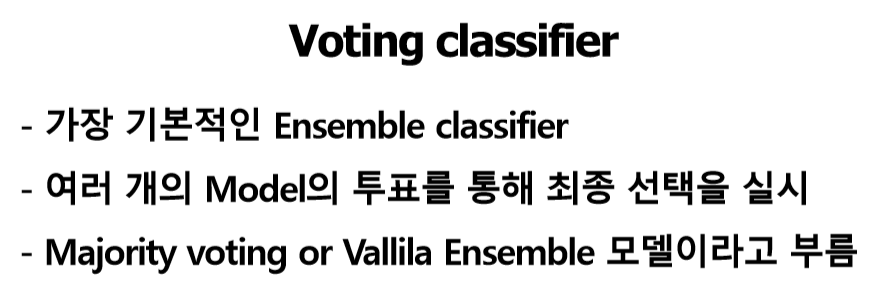 Voting classifier
- 가장 기본적인 Ensemble classifier
- 여러 개의 Model의 투표를 통해 최종 선택을 실시
- Majority voting or Vallila Ensemble 모델이라고 부름